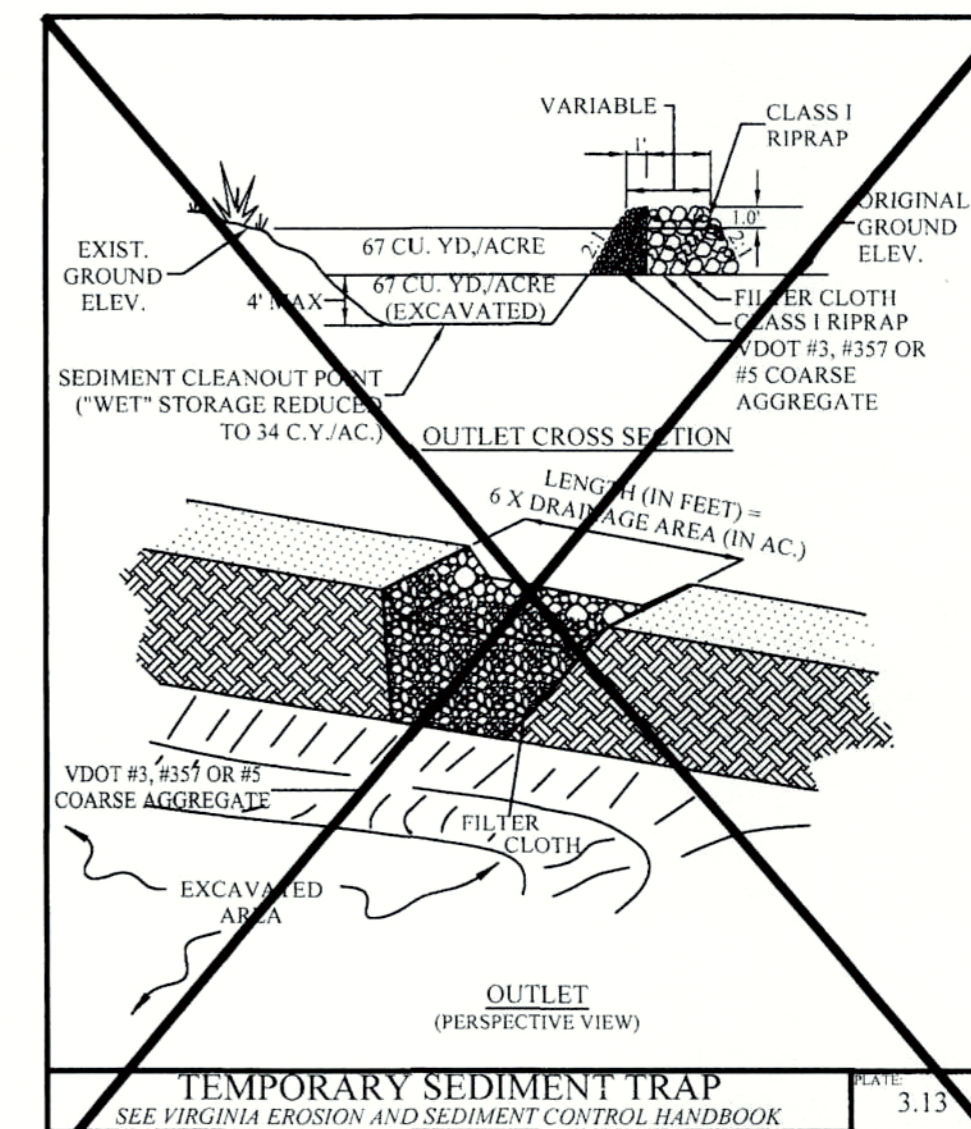 VARIABLE
CLASS I
RIPRAP
1'
1.0'
ORIGINAL
GROUND
ELEV.
EXIST.
GROUND
ELEV.
67 CU. YD,/ACRE
2:1
2:1
4' MAX
67 CU. YD,/ACRE
(EXCAVATED)
FILTER CLOTH
CLASS I RIPRAP
VDOT #3, #357 OR
#5 COARSE
AGGREGATE
SEDIMENT CLEANOUT POINT
("WET" STORAGE REDUCED
TO 34 C.Y./AC.)
OUTLET CROSS SECTION
LENGTH (IN FEET) =
6 X DRAINAGE AREA (IN AC.)
VDOT #3, #357 OR #5
COARSE AGGREGATE
FILTER
CLOTH
EXCAVATED
AREA
OUTLET
(PERSPECTIVE VIEW)
TEMPORARY SEDIMENT TRAP
SEE VIRGINIA EROSION AND SEDIMENT CONTROL HANDBOOK
PLATE:
3.13